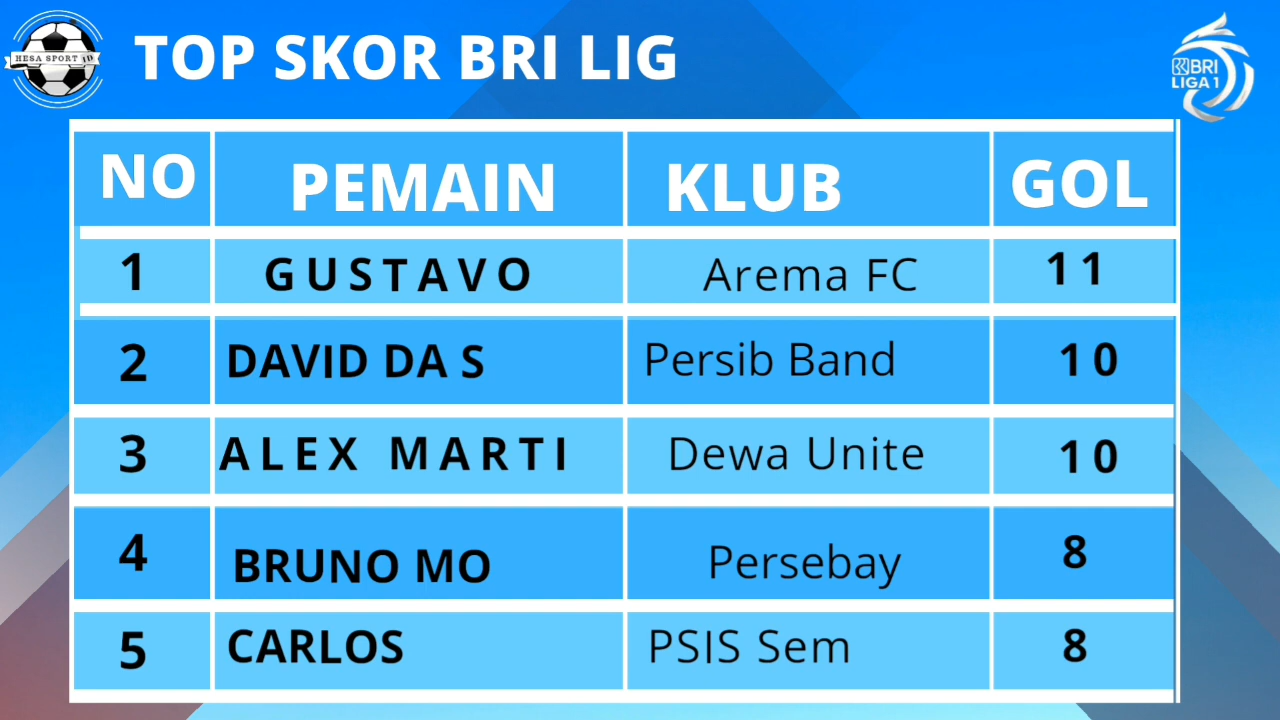 HESA SPORT ID
TOP SKOR BRI LIG
BRI
LIGA 1
NO PEMAIN KLUB GOL
1 GUSTAVO Arema FC 11
2 DAVID DA S Persib Band 10
3 ALEX MARTI Dewa Unite 10
4 BRUNO MO Persebay 8
5 CARLOS PSIS Sem 8